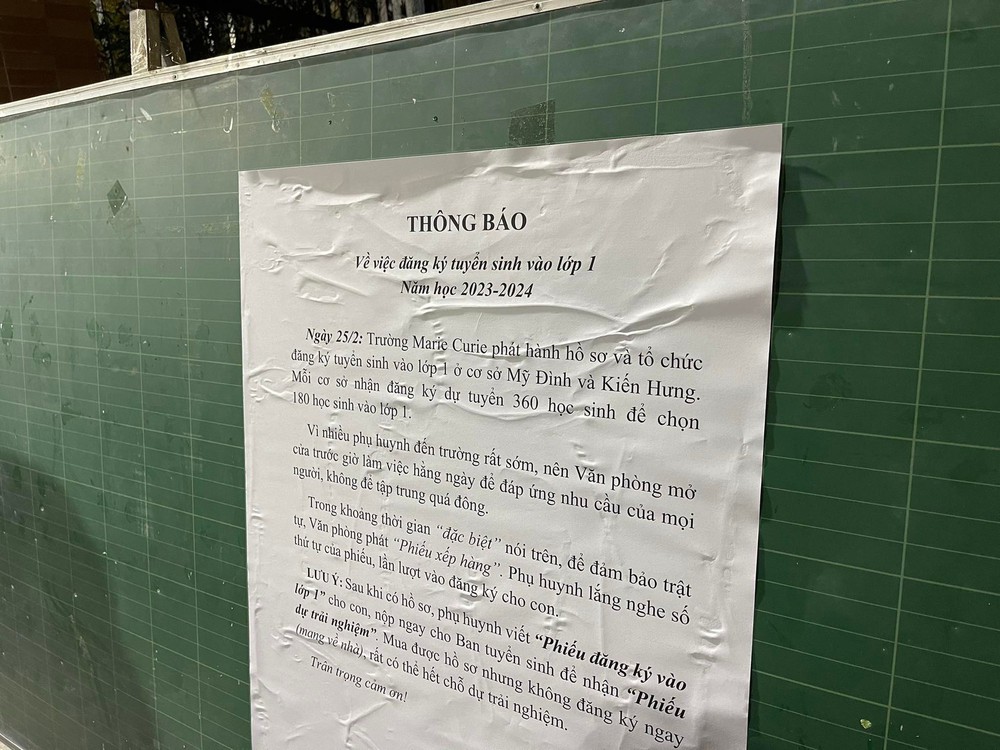 THÔNG BÁO
Về việc đăng ký tuyển sinh vào lớp 1
Năm học 2023-2024
Ngày 25/2: Trường Marie Curie phát hành hồ sơ và tổ chức
đăng ký tuyển sinh vào lớp 1 ở cơ sở Mỹ Đình và Kiến Hưng.
Mỗi cơ sở nhận đăng ký dự tuyển 360 học sinh để chọn
180 học sinh vào lớp 1.
Vì nhiều phụ huynh đến trường rất sớm, nên Văn phòng mở
cửa trước giờ làm việc hằng ngày để đáp ứng nhu cầu của mọi
người, không để tập trung quá đông.
Trong khoảng thời gian “đặc biệt” nói trên, để đảm bảo trật
tự, Văn phòng phát “Phiếu xếp hàng”. Phụ huynh lắng nghe số
thứ tự của phiếu, lần lượt vào đăng ký cho con.
LƯU Ý: Sau khi có hồ sơ, phụ huynh viết “Phiếu đăng ký vào
lớp 1” cho con, nộp ngay cho Ban tuyển sinh để nhận “Phiếu
dự trải nghiệm”. Mua được hồ sơ nhưng không đăng ký ngay
(mang về nhà), rất có thể hết chỗ dự trải nghiệm.
Trân trọng cảm ơn!